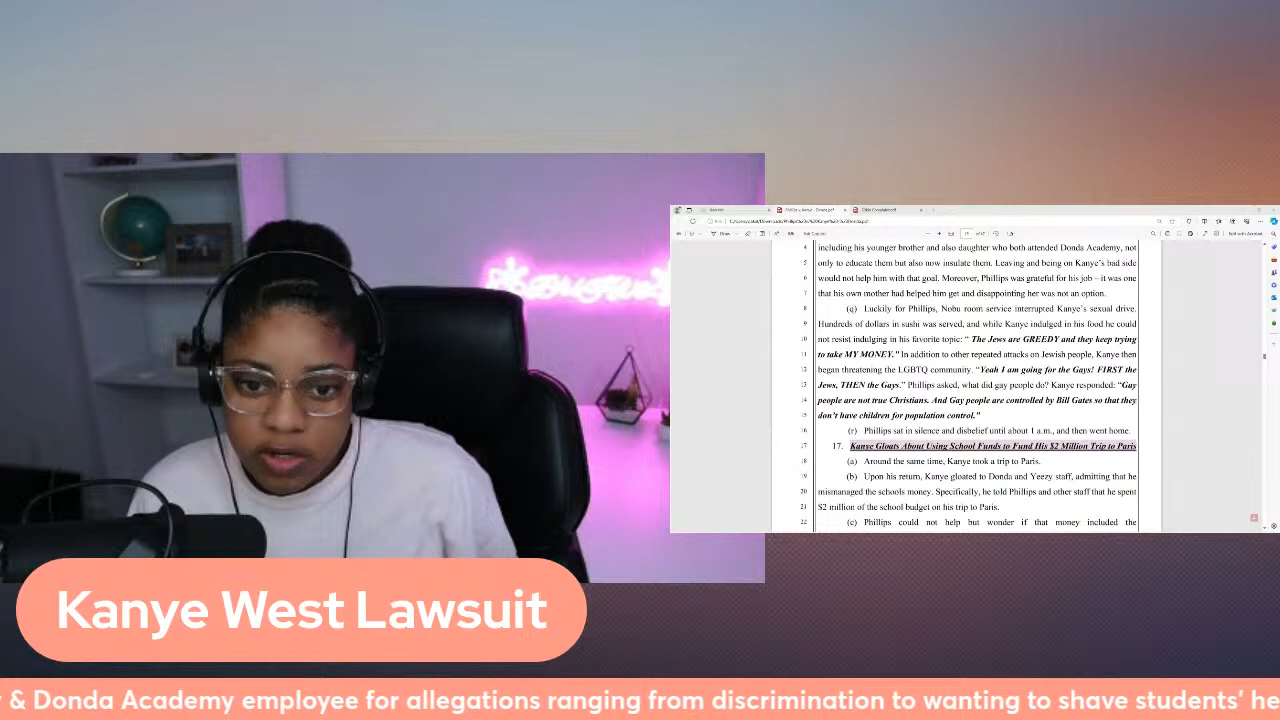 including his younger brother and also daughter who both attended Donda Academy, not
only to educate them but also now insulate them. Leaving and being on Kanye's bad side
would not help him with that goal. Moreover, Phillips was grateful for his job – it was one
that his own mother had helped him get and disappointing her was not an option.
(q) Luckily for Phillips, Nobu room service interrupted Kanye's sexual drive.
Hundreds of dollars in sushi was served, and while Kanye indulged in his food he could
not resist indulging in his favorite topic: “ The Jews are GREEDY and they keep trying
to take MY MONEY.” In addition to other repeated attacks on Jewish people, Kanye then
began threatening the LGBTQ community. “Yeah I am going for the Gays! FIRST the
Jews, THEN the Gays.” Phillips asked, what did gay people do? Kanye responded: “Gay
people are not true Christians. And Gay people are controlled by Bill Gates so that they
don't have children for population control.”
(r) Phillips sat in silence and disbelief until about 1 a.m., and then went home.
17. Kanye Gloats About Using School Funds to Fund His $2 Million Trip to Paris
(a) Around the same time, Kanye took a trip to Paris.
(b) Upon his return, Kanye gloated to Donda and Yeezy staff, admitting that he
mismanaged the schools money. Specifically, he told Phillips and other staff that he spent
$2 million of the school budget on his trip to Paris.
(c) Phillips could not help but wonder if that money included the
4
5
6
7
8
9
10
11
12
13
14
15
16
17
18
19
20
21
22
Kanye West Lawsuit
& Donda Academy employee for allegations ranging from discrimination to wanting to shave students' he